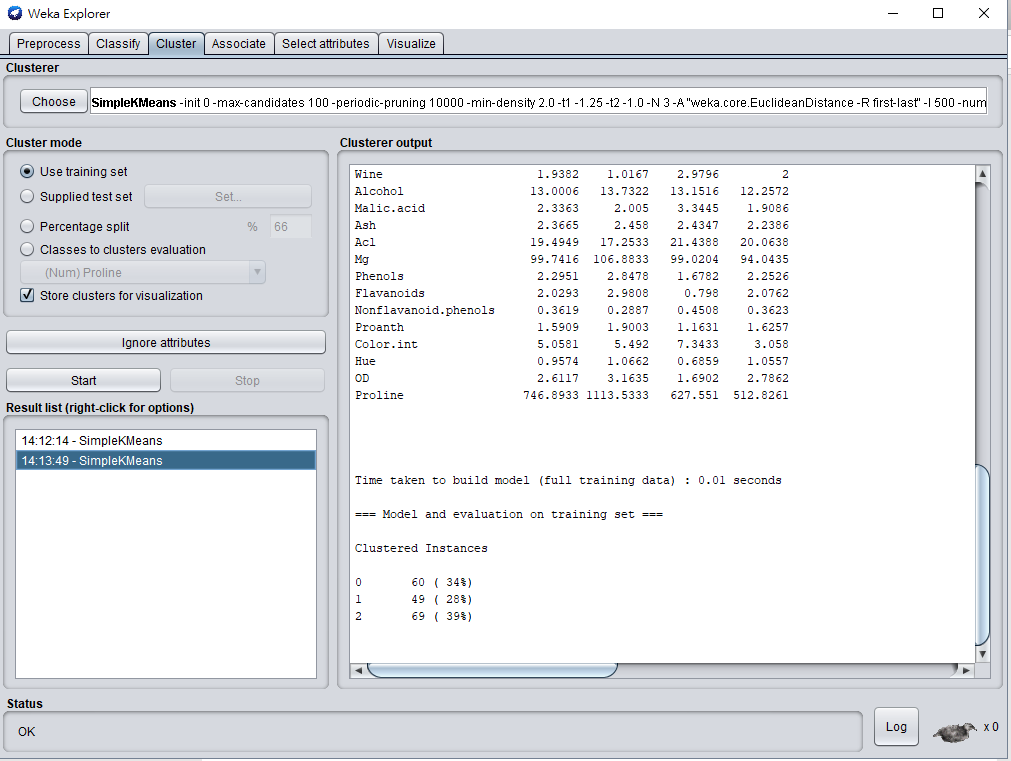 Weka Explorer
Preprocess Classify Cluster Associate Select attributes Visualize
Clusterer
Choose SimpleKMeans -init 0 -max-candidates 100 -periodic-pruning 10000 -min-density 2.0 -t1 -1.25 -t2 -1.0 -N 3 -A "weka.core.EuclideanDistance -R first-last" -I 500 -num
Cluster mode
Use training set
Supplied test set Set...
Percentage split % 66
Classes to clusters evaluation
(Num) Proline
Store clusters for visualization
Ignore attributes
Start Stop
Result list (right-click for options)
14:12:14 - SimpleKMeans
14:13:49 - SimpleKMeans
Clusterer output
Wine 1.9382 1.0167 2.9796 2
Alcohol 13.0006 13.7322 13.1516 12.2572
Malic.acid 2.3363 2.005 3.3445 1.9086
Ash 2.3665 2.458 2.4347 2.2386
Acl 19.4949 17.2533 21.4388 20.0638
Mg 99.7416 106.8833 99.0204 94.0435
Phenols 2.2951 2.8478 1.6782 2.2526
Flavanoids 2.0293 2.9808 0.798 2.0762
Nonflavanoid.phenols 0.3619 0.2887 0.4508 0.3623
Proanth 1.5909 1.9003 1.1631 1.6257
Color.int 5.0581 5.492 7.3433 3.058
Hue 0.9574 1.0662 0.6859 1.0557
OD 2.6117 3.1635 1.6902 2.7862
Proline 746.8933 1113.5333 627.551 512.8261
Time taken to build model (full training data) : 0.01 seconds
=== Model and evaluation on training set ===
Clustered Instances
0 60 ( 34%)
1 49 ( 28%)
2 69 ( 39%)
Status
OK
Log
x 0